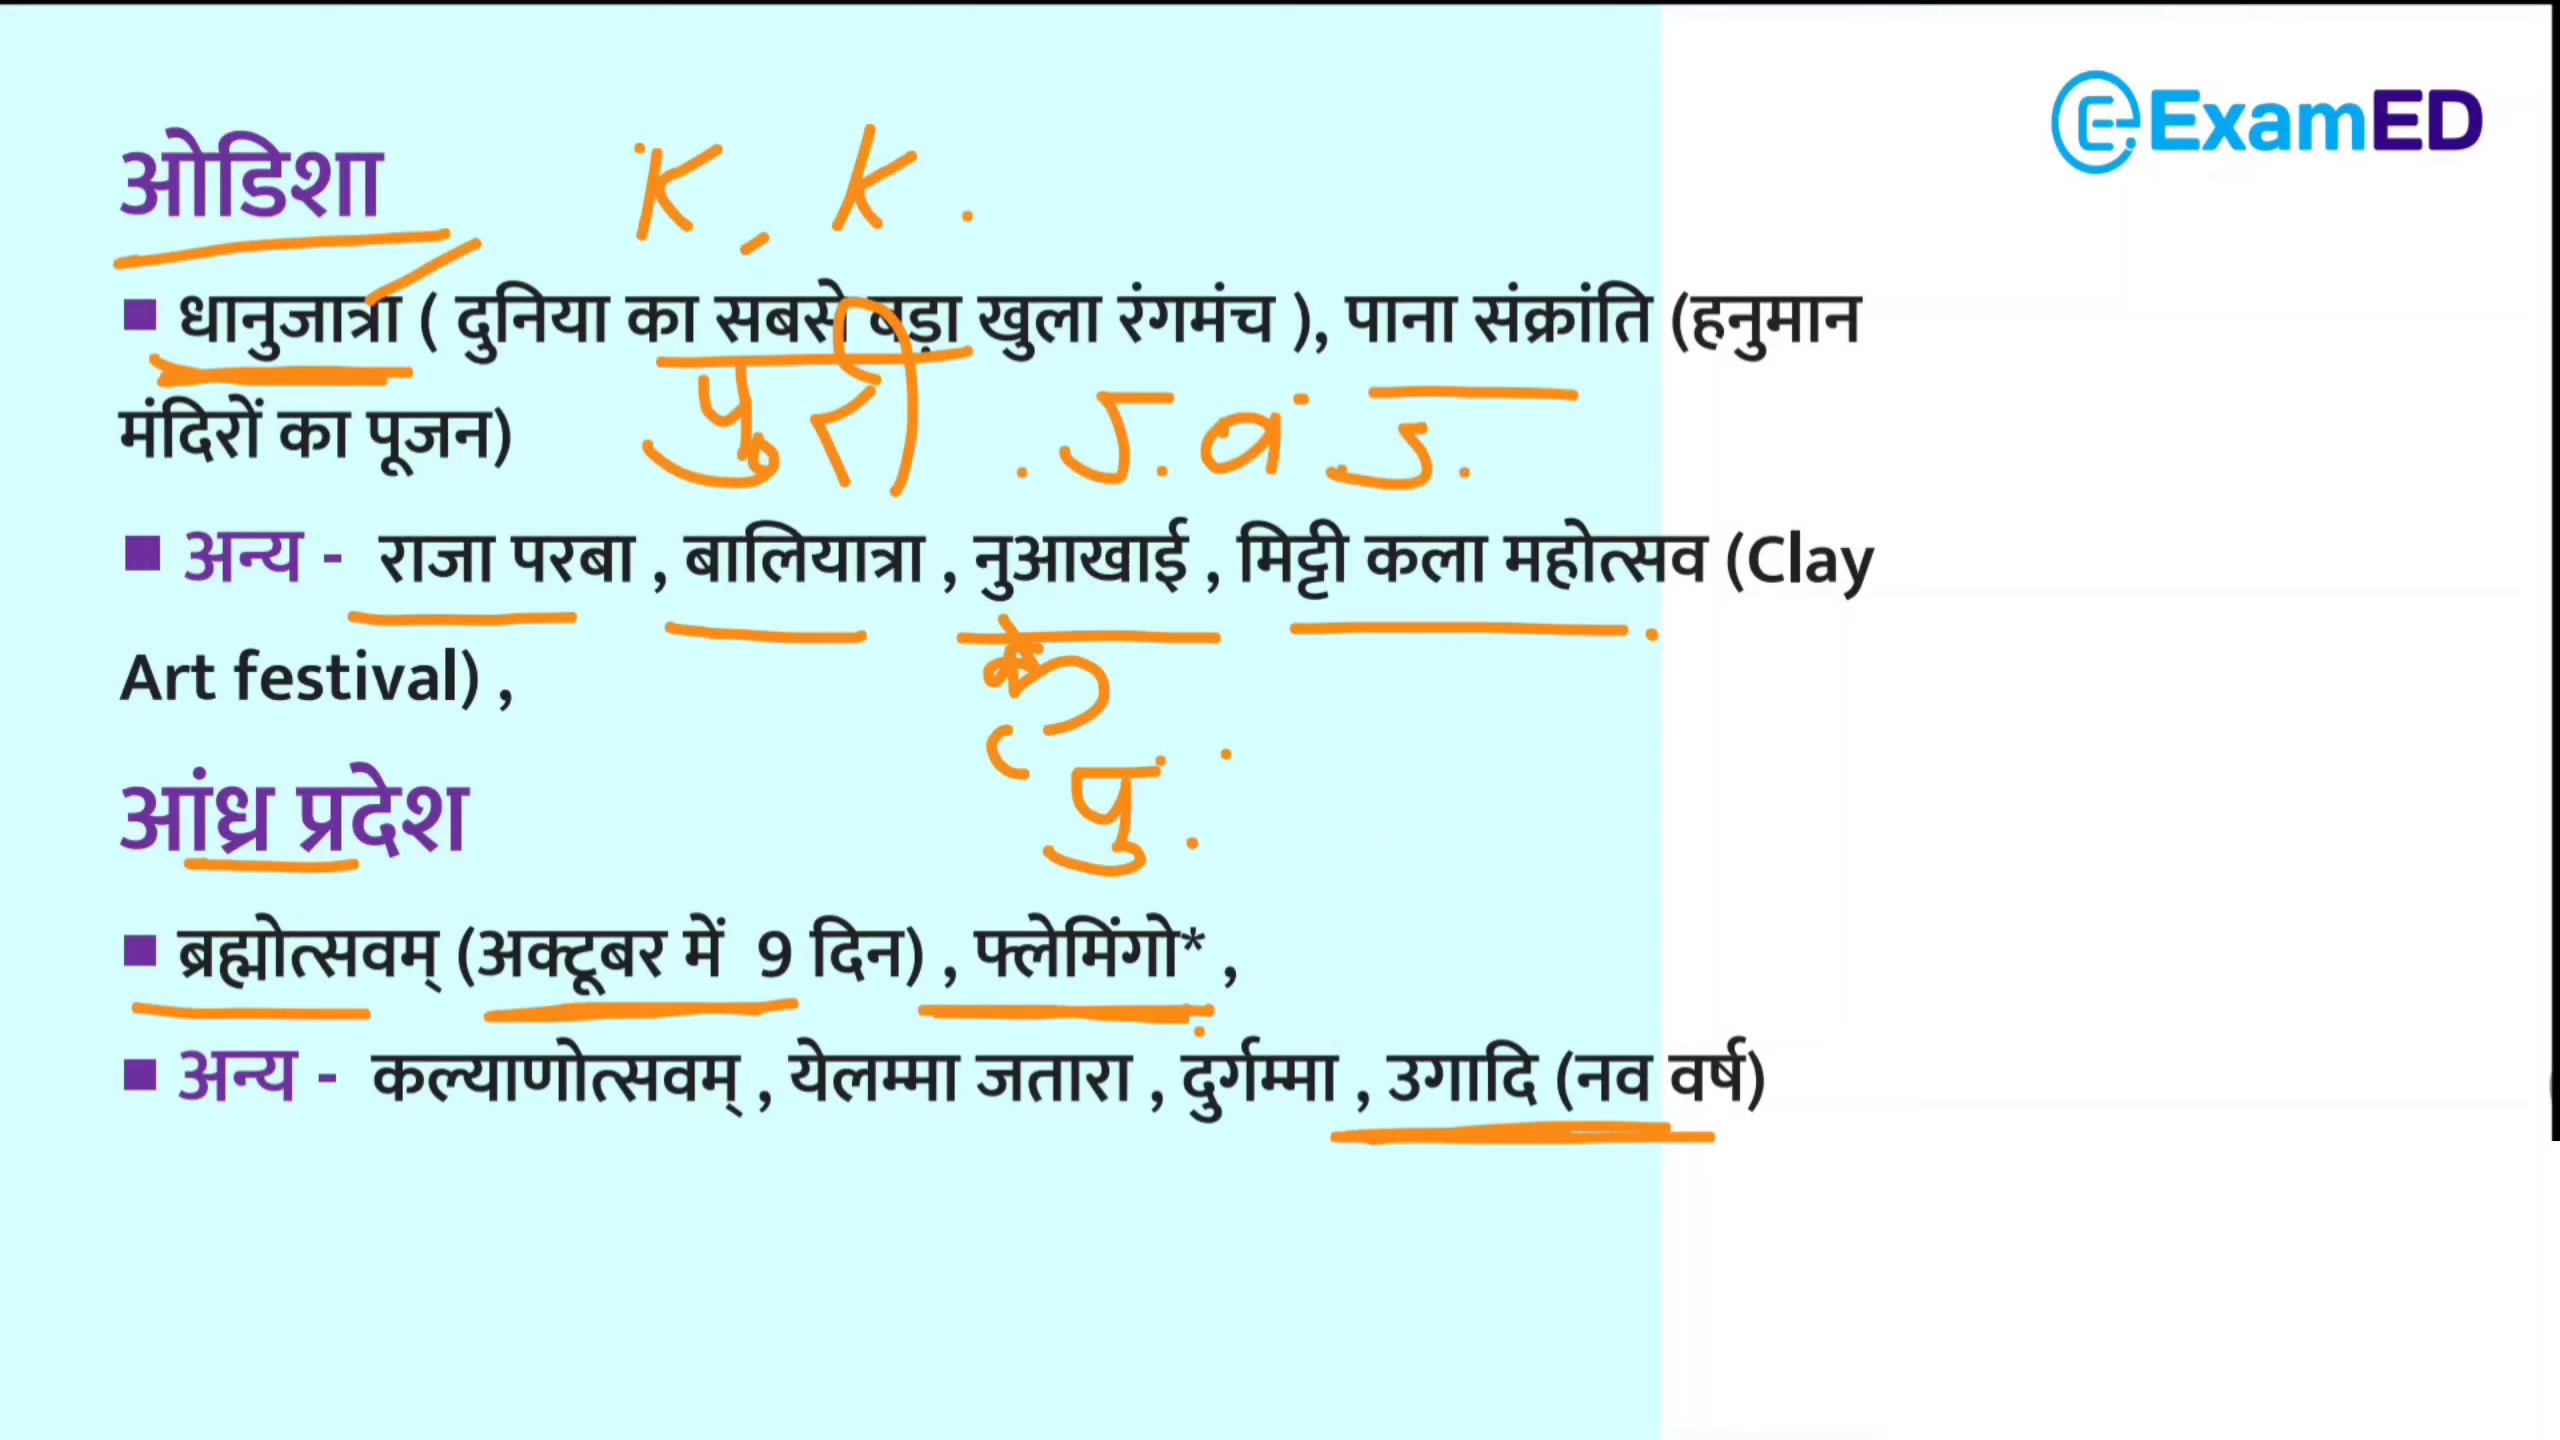 ExamED
ओडिशा
K, K.
■ धानुजात्रा ( दुनिया का सबसे बड़ा खुला रंगमंच ), पाना संक्रांति (हनुमान
मंदिरों का पूजन)
पुरी
■ अन्य - राजा परबा , बालियात्रा , नुआखाई , मिट्टी कला महोत्सव (Clay
Art festival) ,
पु
आंध्र प्रदेश
■ ब्रह्मोत्सवम् (अक्टूबर में 9 दिन) , फ्लेमिंगो* ,
■ अन्य - कल्याणोत्सवम् , येलम्मा जतारा , दुर्गम्मा , उगादि (नव वर्ष)